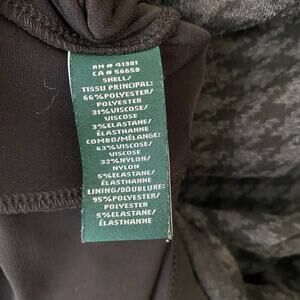 RN # 41381
CA # 56658
SHELL/
TISSU PRINCIPAL:
66%POLYESTER/
POLYESTER
31%VISCOSE/
VISCOSE
3%ELASTANE/
ÉLASTHANNE
COMBO/MÉLANGE:
63%VISCOSE/
VISCOSE
32%NYLON/
NYLON
5%ELASTANE/
ÉLASTHANNE
LINING/DOUBLURE:
95%POLYESTER/
POLYESTER
5%ELASTANE/
ÉLASTHANNE